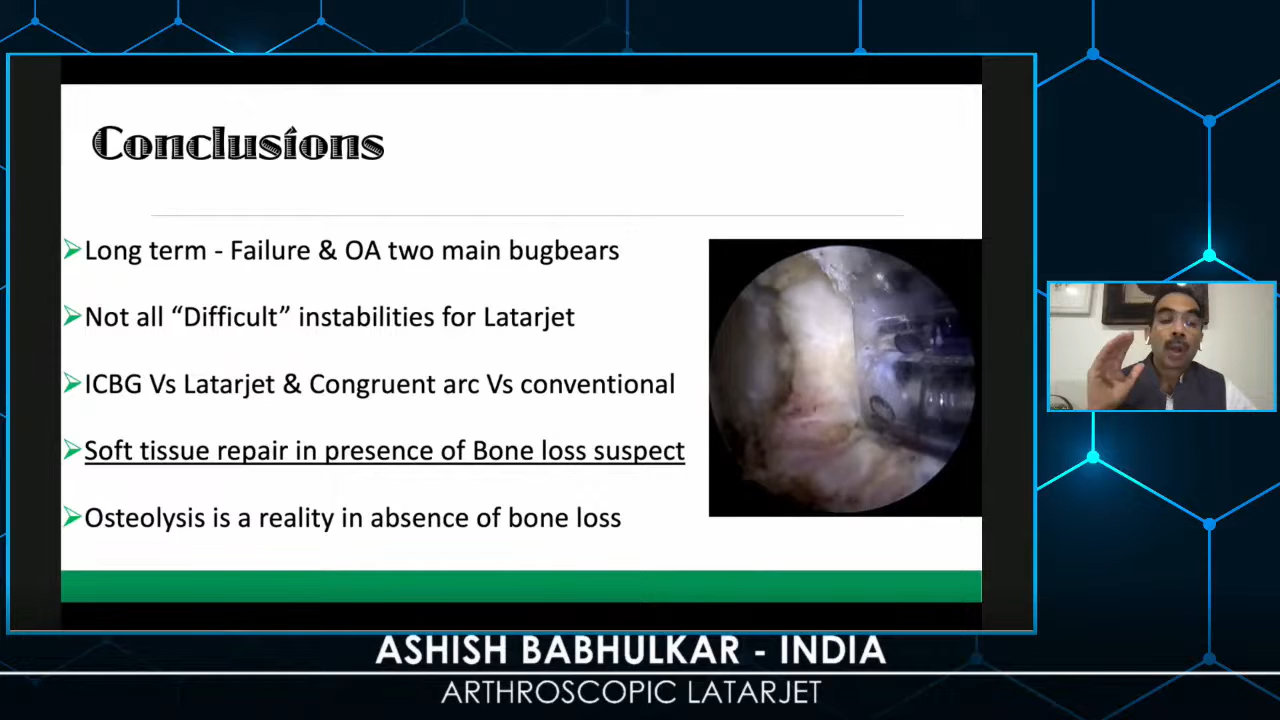 Conclusions
Long term - Failure & OA two main bugbears
Not all “Difficult” instabilities for Latarjet
ICBG Vs Latarjet & Congruent arc Vs conventional
Soft tissue repair in presence of Bone loss suspect
Osteolysis is a reality in absence of bone loss
ASHISH BABHULKAR - INDIA
ARTHROSCOPIC LATARJET